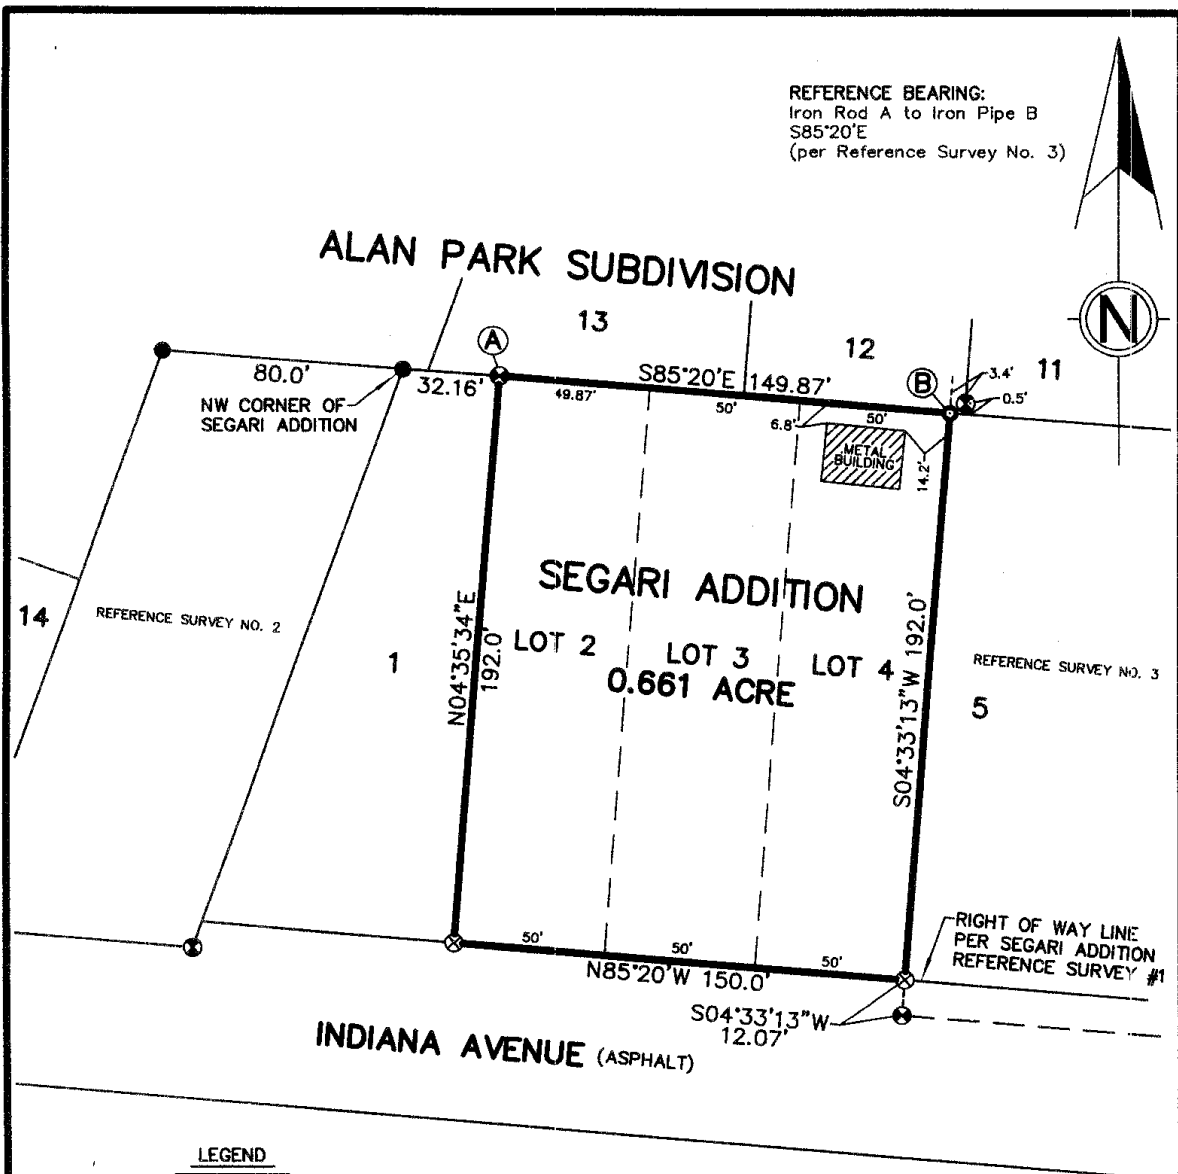 REFERENCE BEARING:
Iron Rod A to Iron Pipe B
S85°20'E
(per Reference Survey No. 3)
N
ALAN PARK SUBDIVISION
13
12
11
A
B
80.0'
32.16'
S85°20'E 149.87'
49.87'
50'
50'
3.4'
0.5'
NW CORNER OF
SEGARI ADDITION
6.8'
METAL
BUILDING
14.2'
SEGARI ADDITION
14
REFERENCE SURVEY NO. 2
1
N04°35'34"E
192.0'
LOT 2
LOT 3
LOT 4
0.661 ACRE
S04°33'13"W 192.0'
REFERENCE SURVEY NO. 3
5
50'
50'
50'
N85°20'W 150.0'
RIGHT OF WAY LINE
PER SEGARI ADDITION
REFERENCE SURVEY #1
S04°33'13"W
12.07'
INDIANA AVENUE (ASPHALT)
LEGEND